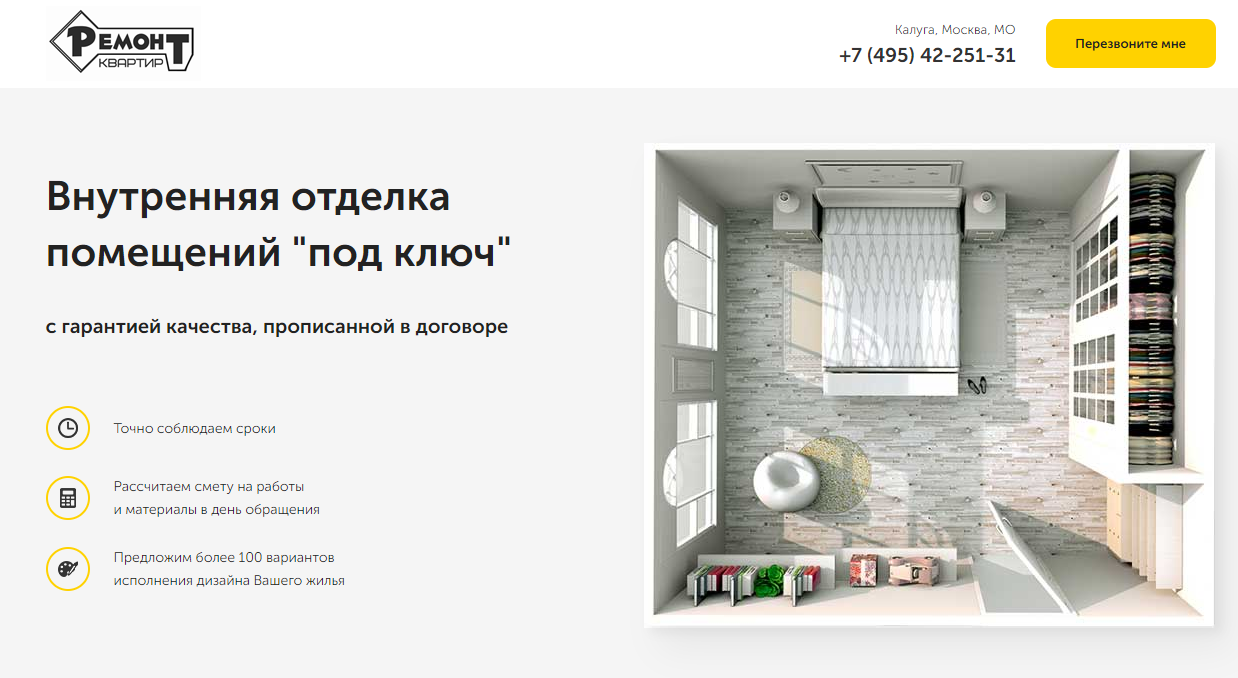 Ремонт
КВАРТИР
Калуга, Москва, МО
+7 (495) 42-251-31
Перезвоните мне
Внутренняя отделка
помещений "под ключ"
с гарантией качества, прописанной в договоре
Точно соблюдаем сроки
Рассчитаем смету на работы
и материалы в день обращения
Предложим более 100 вариантов
исполнения дизайна Вашего жилья